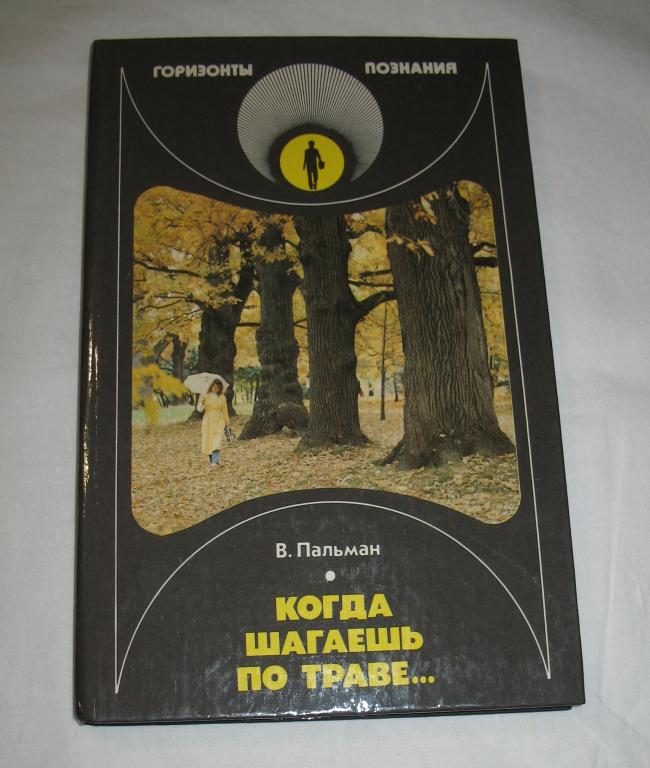 ГОРИЗОНТЫ ПОЗНАНИЯ
В. Пальман
КОГДА
ШАГАЕШЬ
ПО ТРАВЕ...